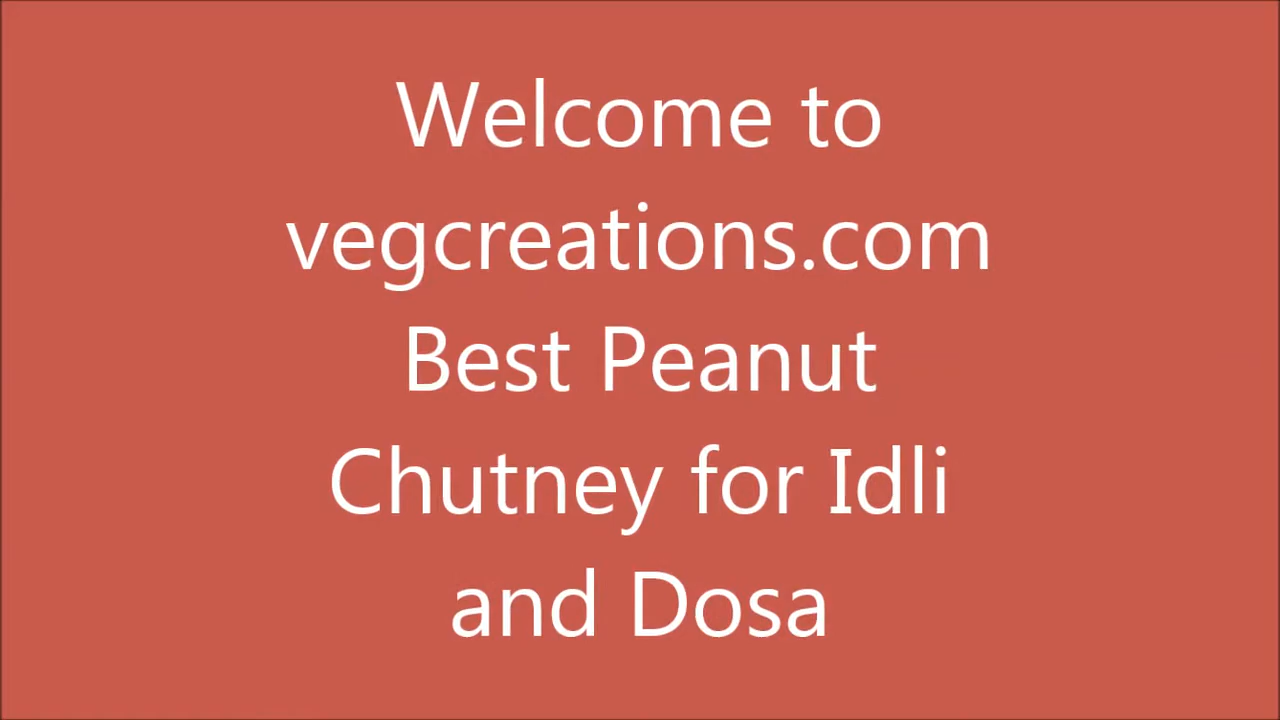 Welcome to
vegcreations.com
Best Peanut
Chutney for Idli
and Dosa